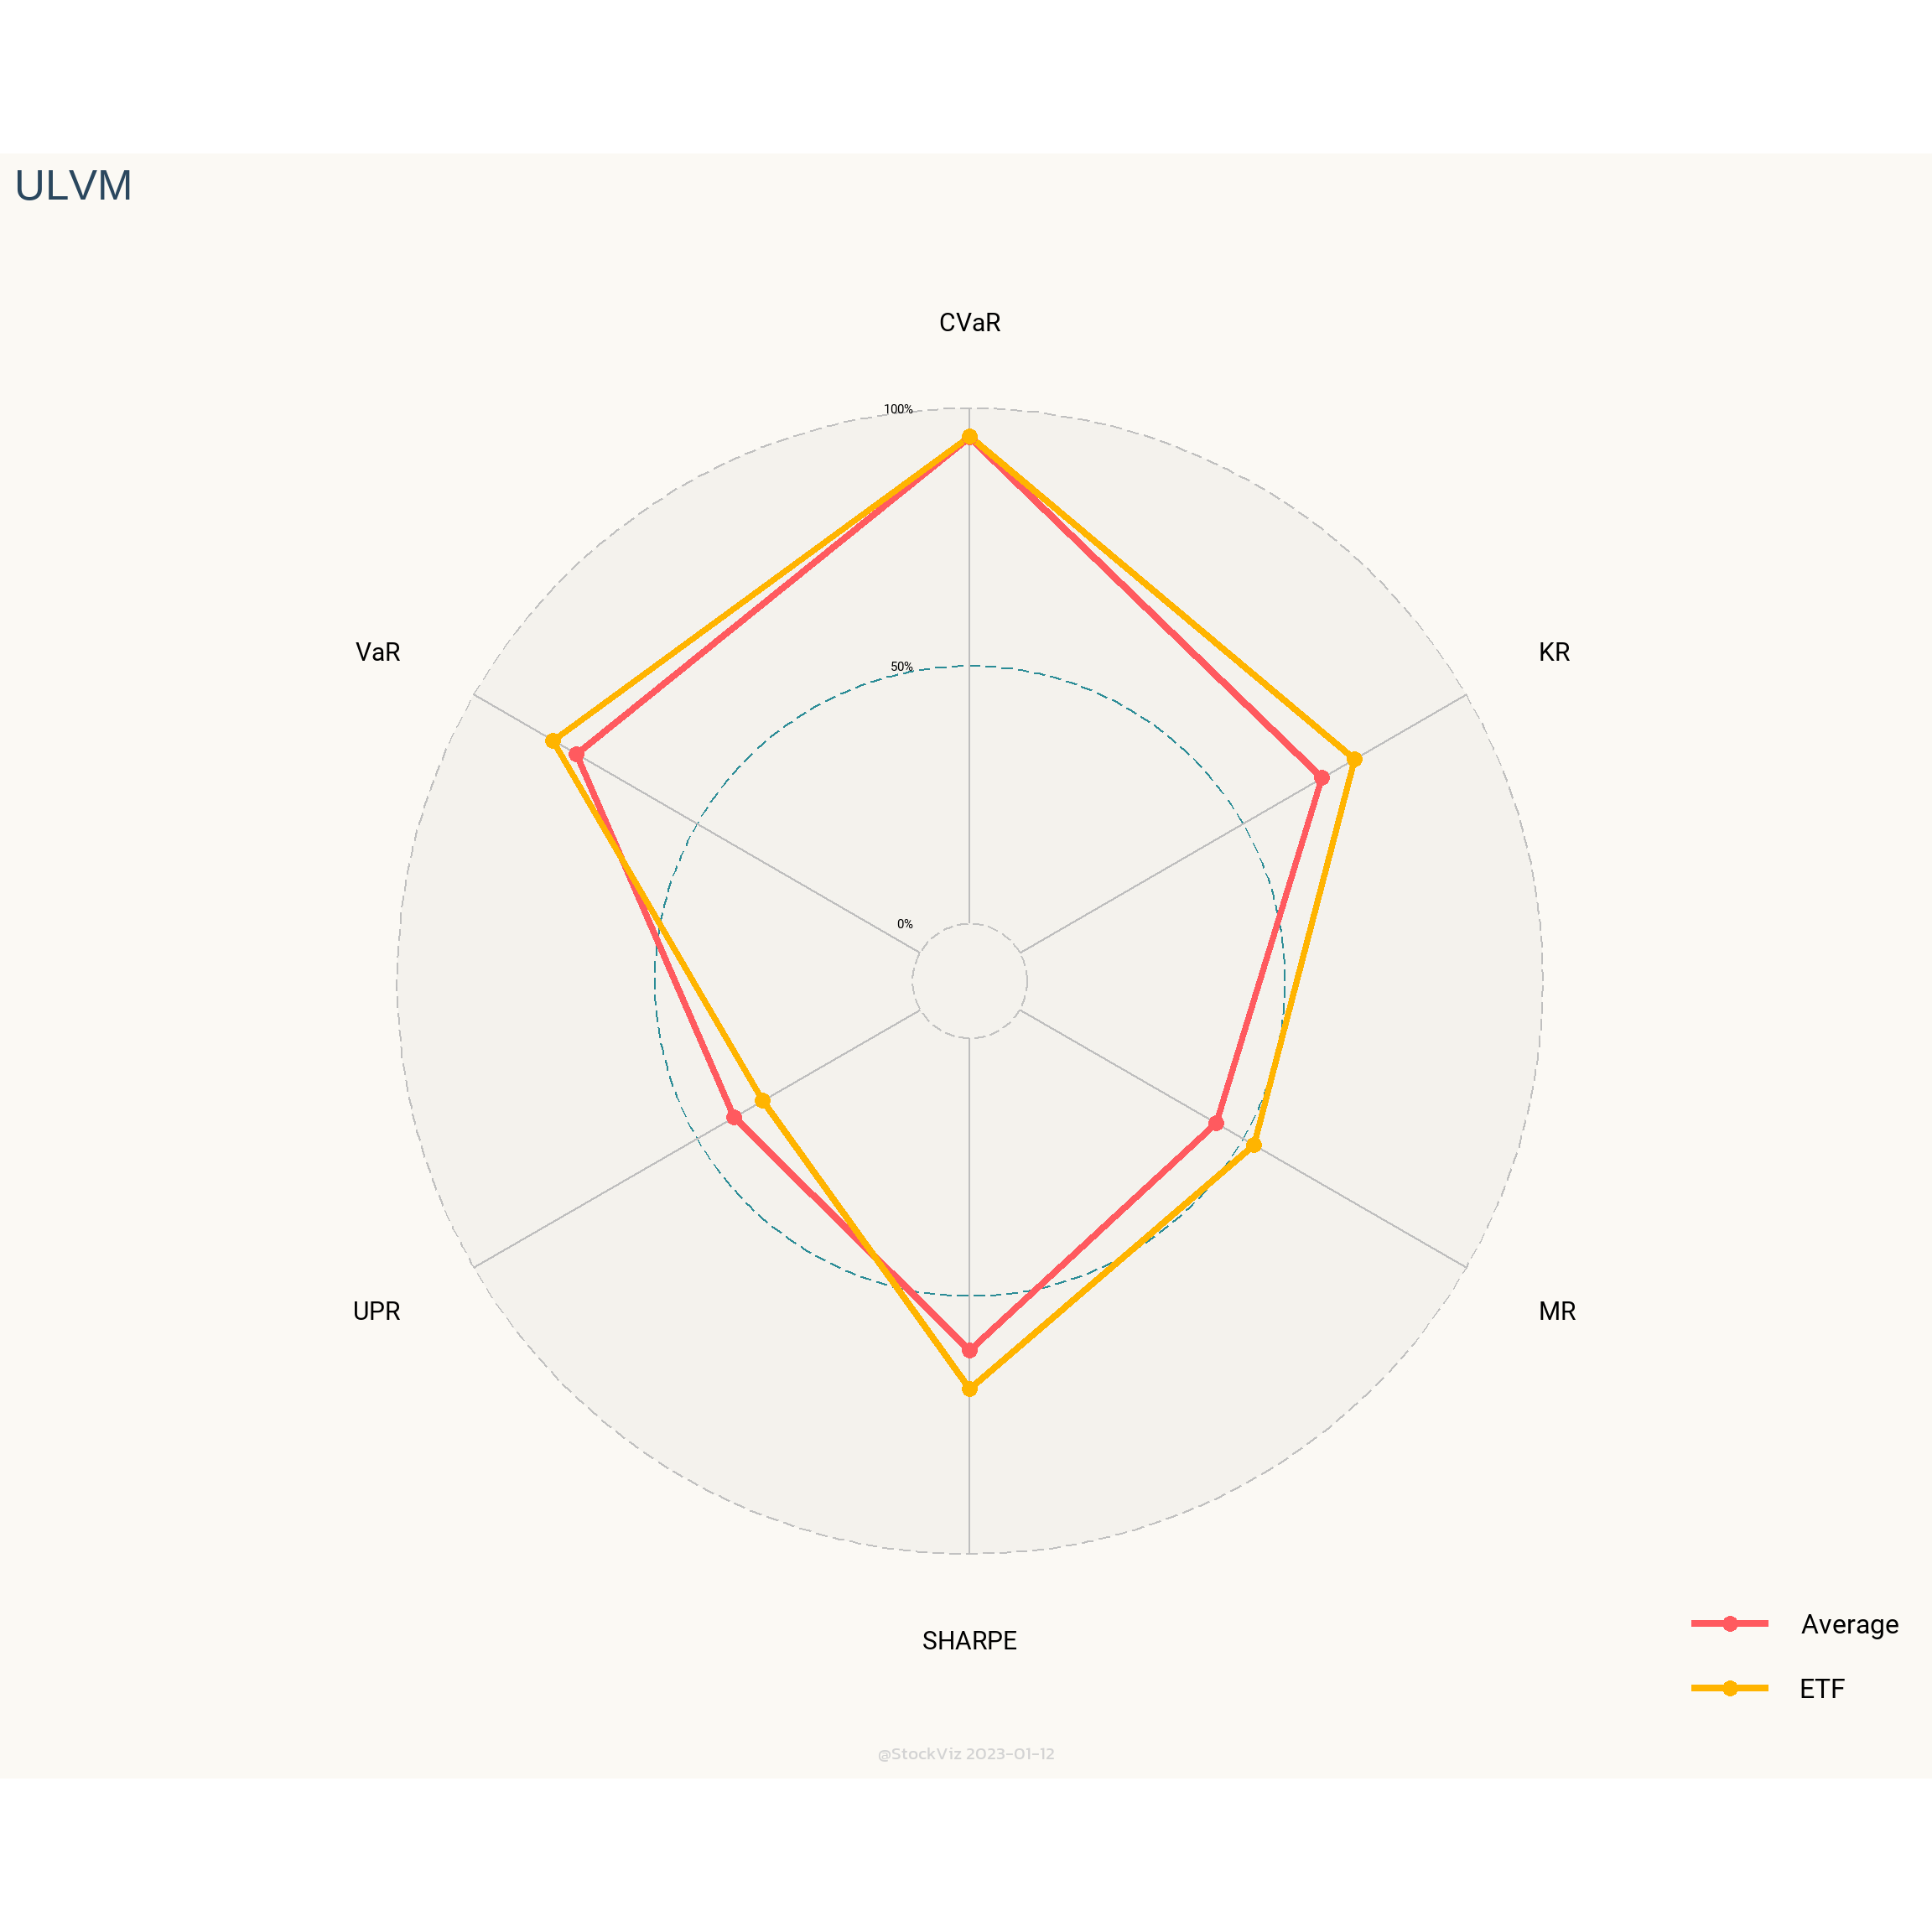 ULVM
CVaR
100%
KR
VaR
50%
0%
UPR
MR
SHARPE
Average
ETF
@StockViz 2023-01-12